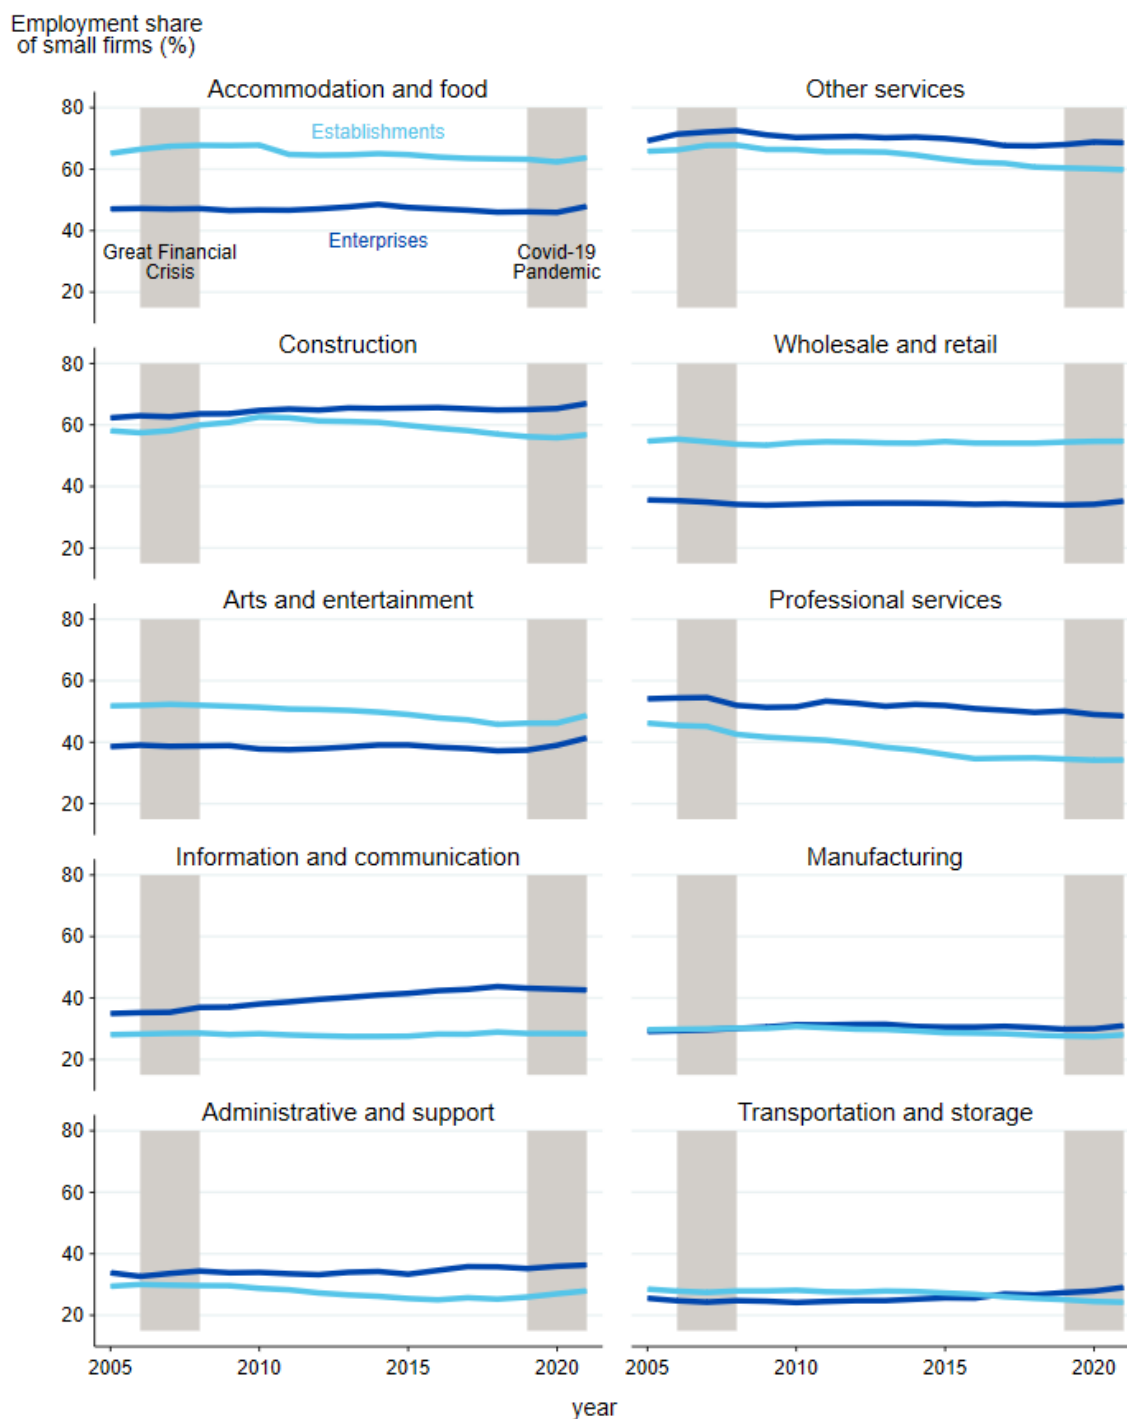 Employment share
of small firms (%)
Accommodation and food
Other services
80
Establishments
60
40
Enterprises
Great Financial
Crisis
Covid-19
Pandemic
20
Construction
Wholesale and retail
80
60
40
20
Arts and entertainment
Professional services
80
60
40
20
Information and communication
Manufacturing
80
60
40
20
Administrative and support
Transportation and storage
80
60
40
20
2005 2010 2015 2020 2005 2010 2015 2020
year